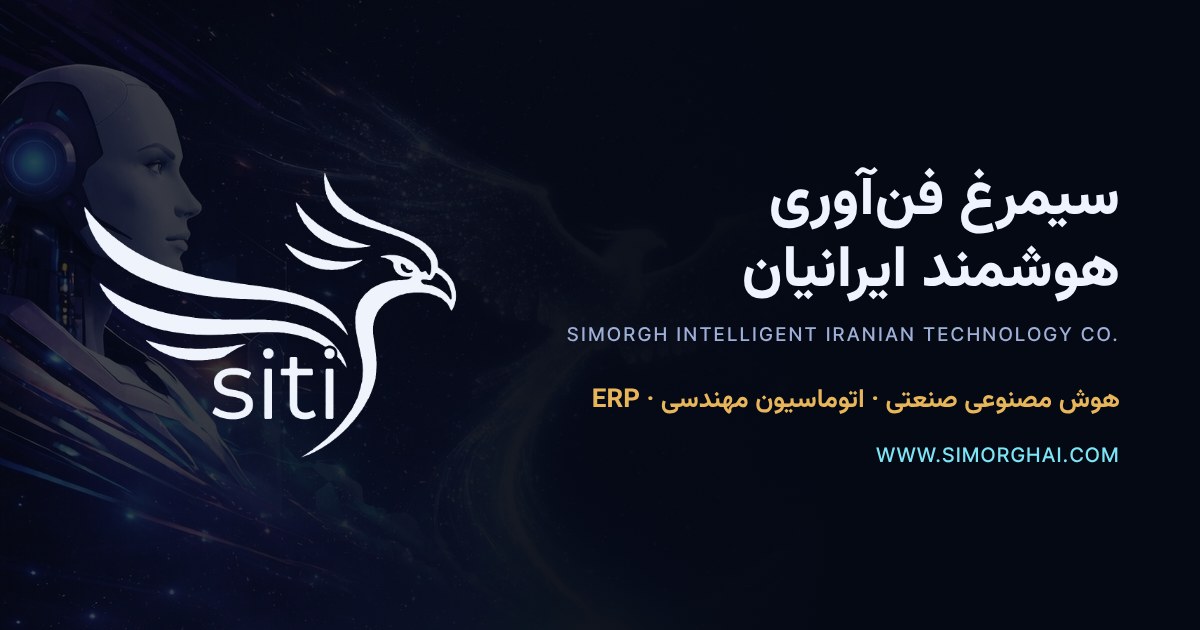 siti
سیمرغ فن‌آوری
هوشمند ایرانیان
SIMORGH INTELLIGENT IRANIAN TECHNOLOGY CO.
هوش مصنوعی صنعتی · اتوماسیون مهندسی · ERP
WWW.SIMORGHAI.COM